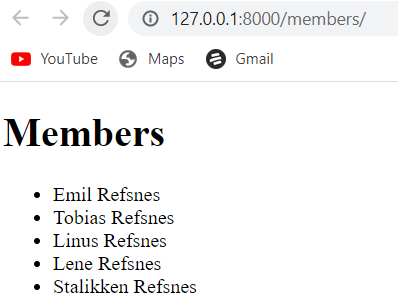 127.0.0.1:8000/members/
YouTube Maps Gmail
Members
Emil Refsnes
Tobias Refsnes
Linus Refsnes
Lene Refsnes
Stalikken Refsnes